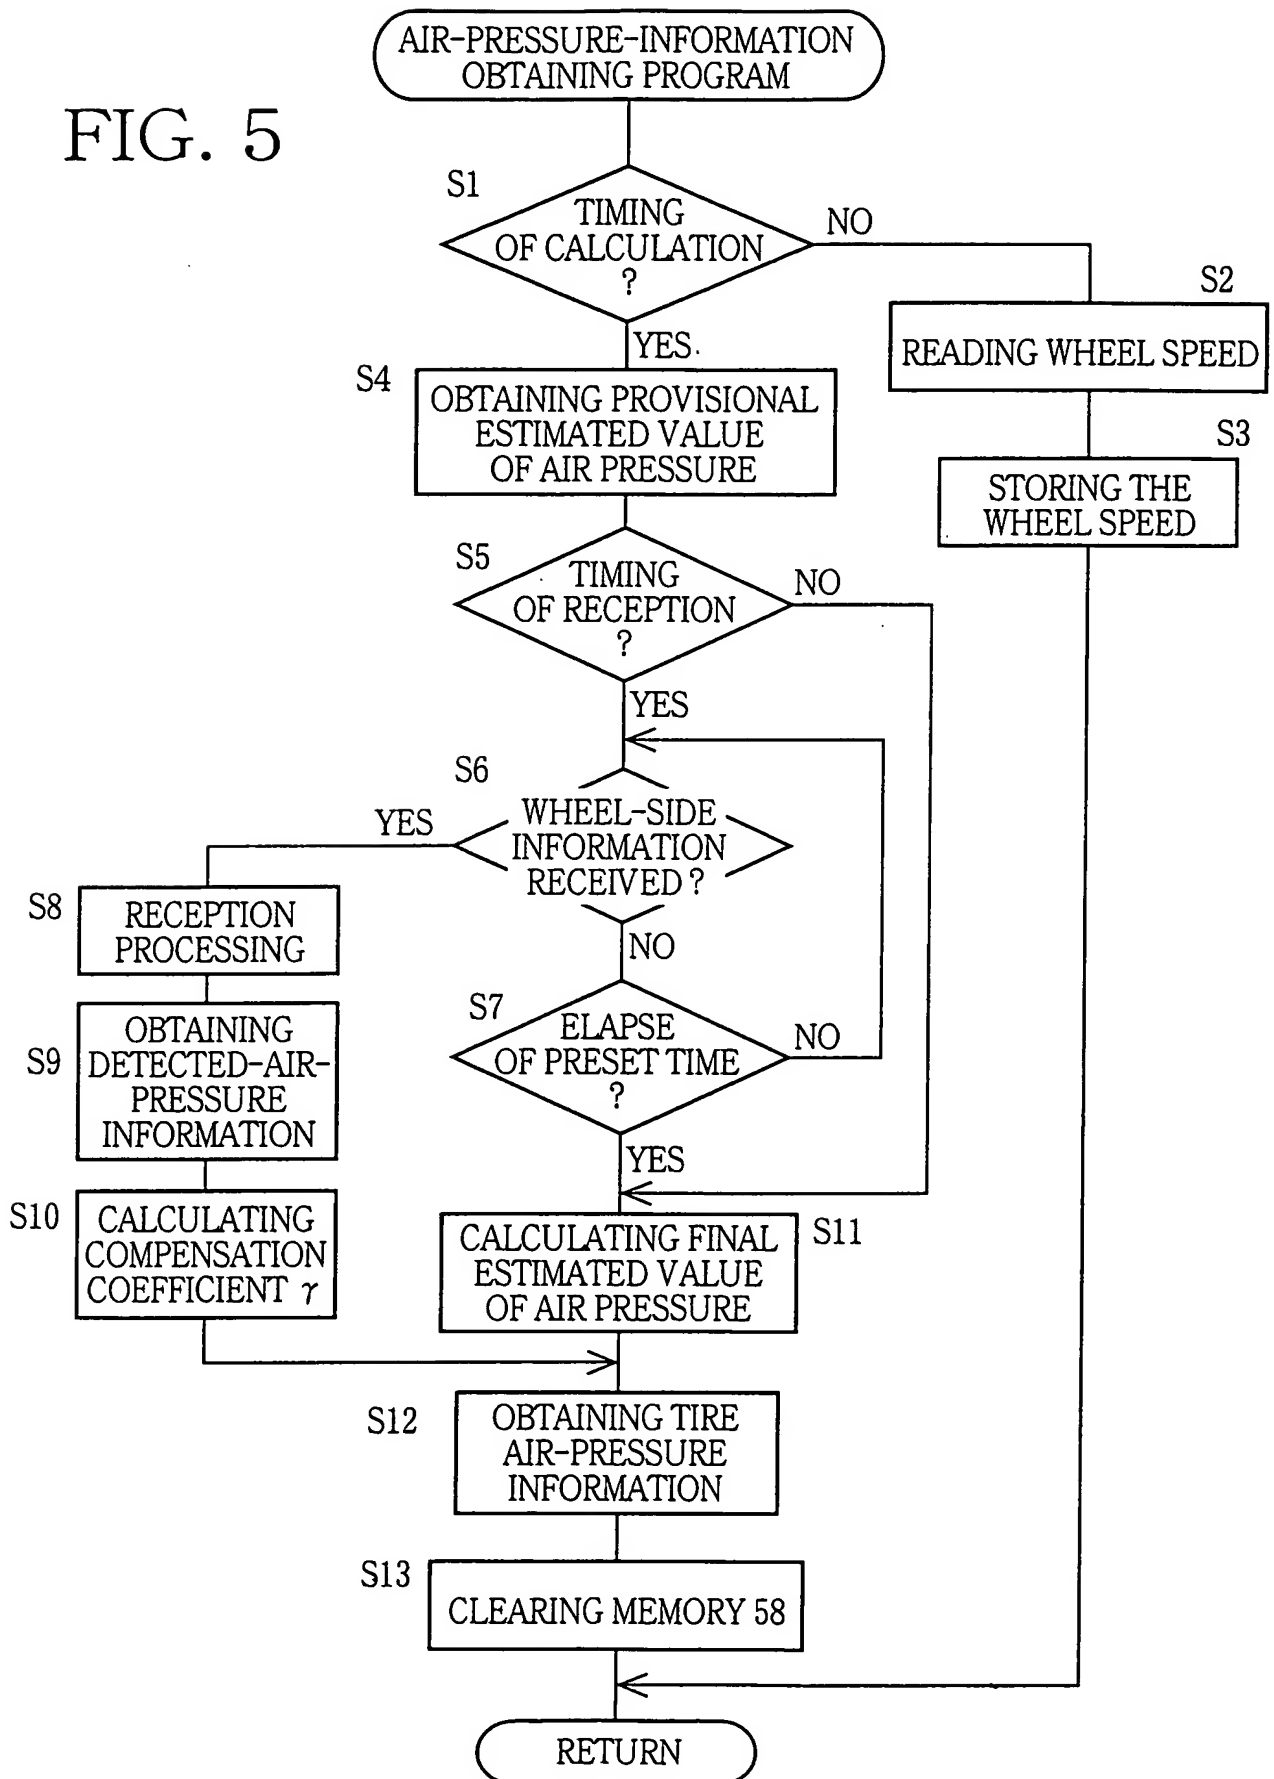 AIR-PRESSURE-INFORMATION
OBTAINING PROGRAM
FIG. 5
S1
TIMING
OF CALCULATION
?
NO
YES
S2
READING WHEEL SPEED
S3
STORING THE
WHEEL SPEED
S4
OBTAINING PROVISIONAL
ESTIMATED VALUE
OF AIR PRESSURE
S5
TIMING
OF RECEPTION
?
NO
YES
S6
WHEEL-SIDE
INFORMATION
RECEIVED ?
YES
NO
S7
ELAPSE
OF PRESET TIME
?
NO
YES
S8
RECEPTION
PROCESSING
S9
OBTAINING
DETECTED-AIR-
PRESSURE
INFORMATION
S10
CALCULATING
COMPENSATION
COEFFICIENT γ
S11
CALCULATING FINAL
ESTIMATED VALUE
OF AIR PRESSURE
S12
OBTAINING TIRE
AIR-PRESSURE
INFORMATION
S13
CLEARING MEMORY 58
RETURN